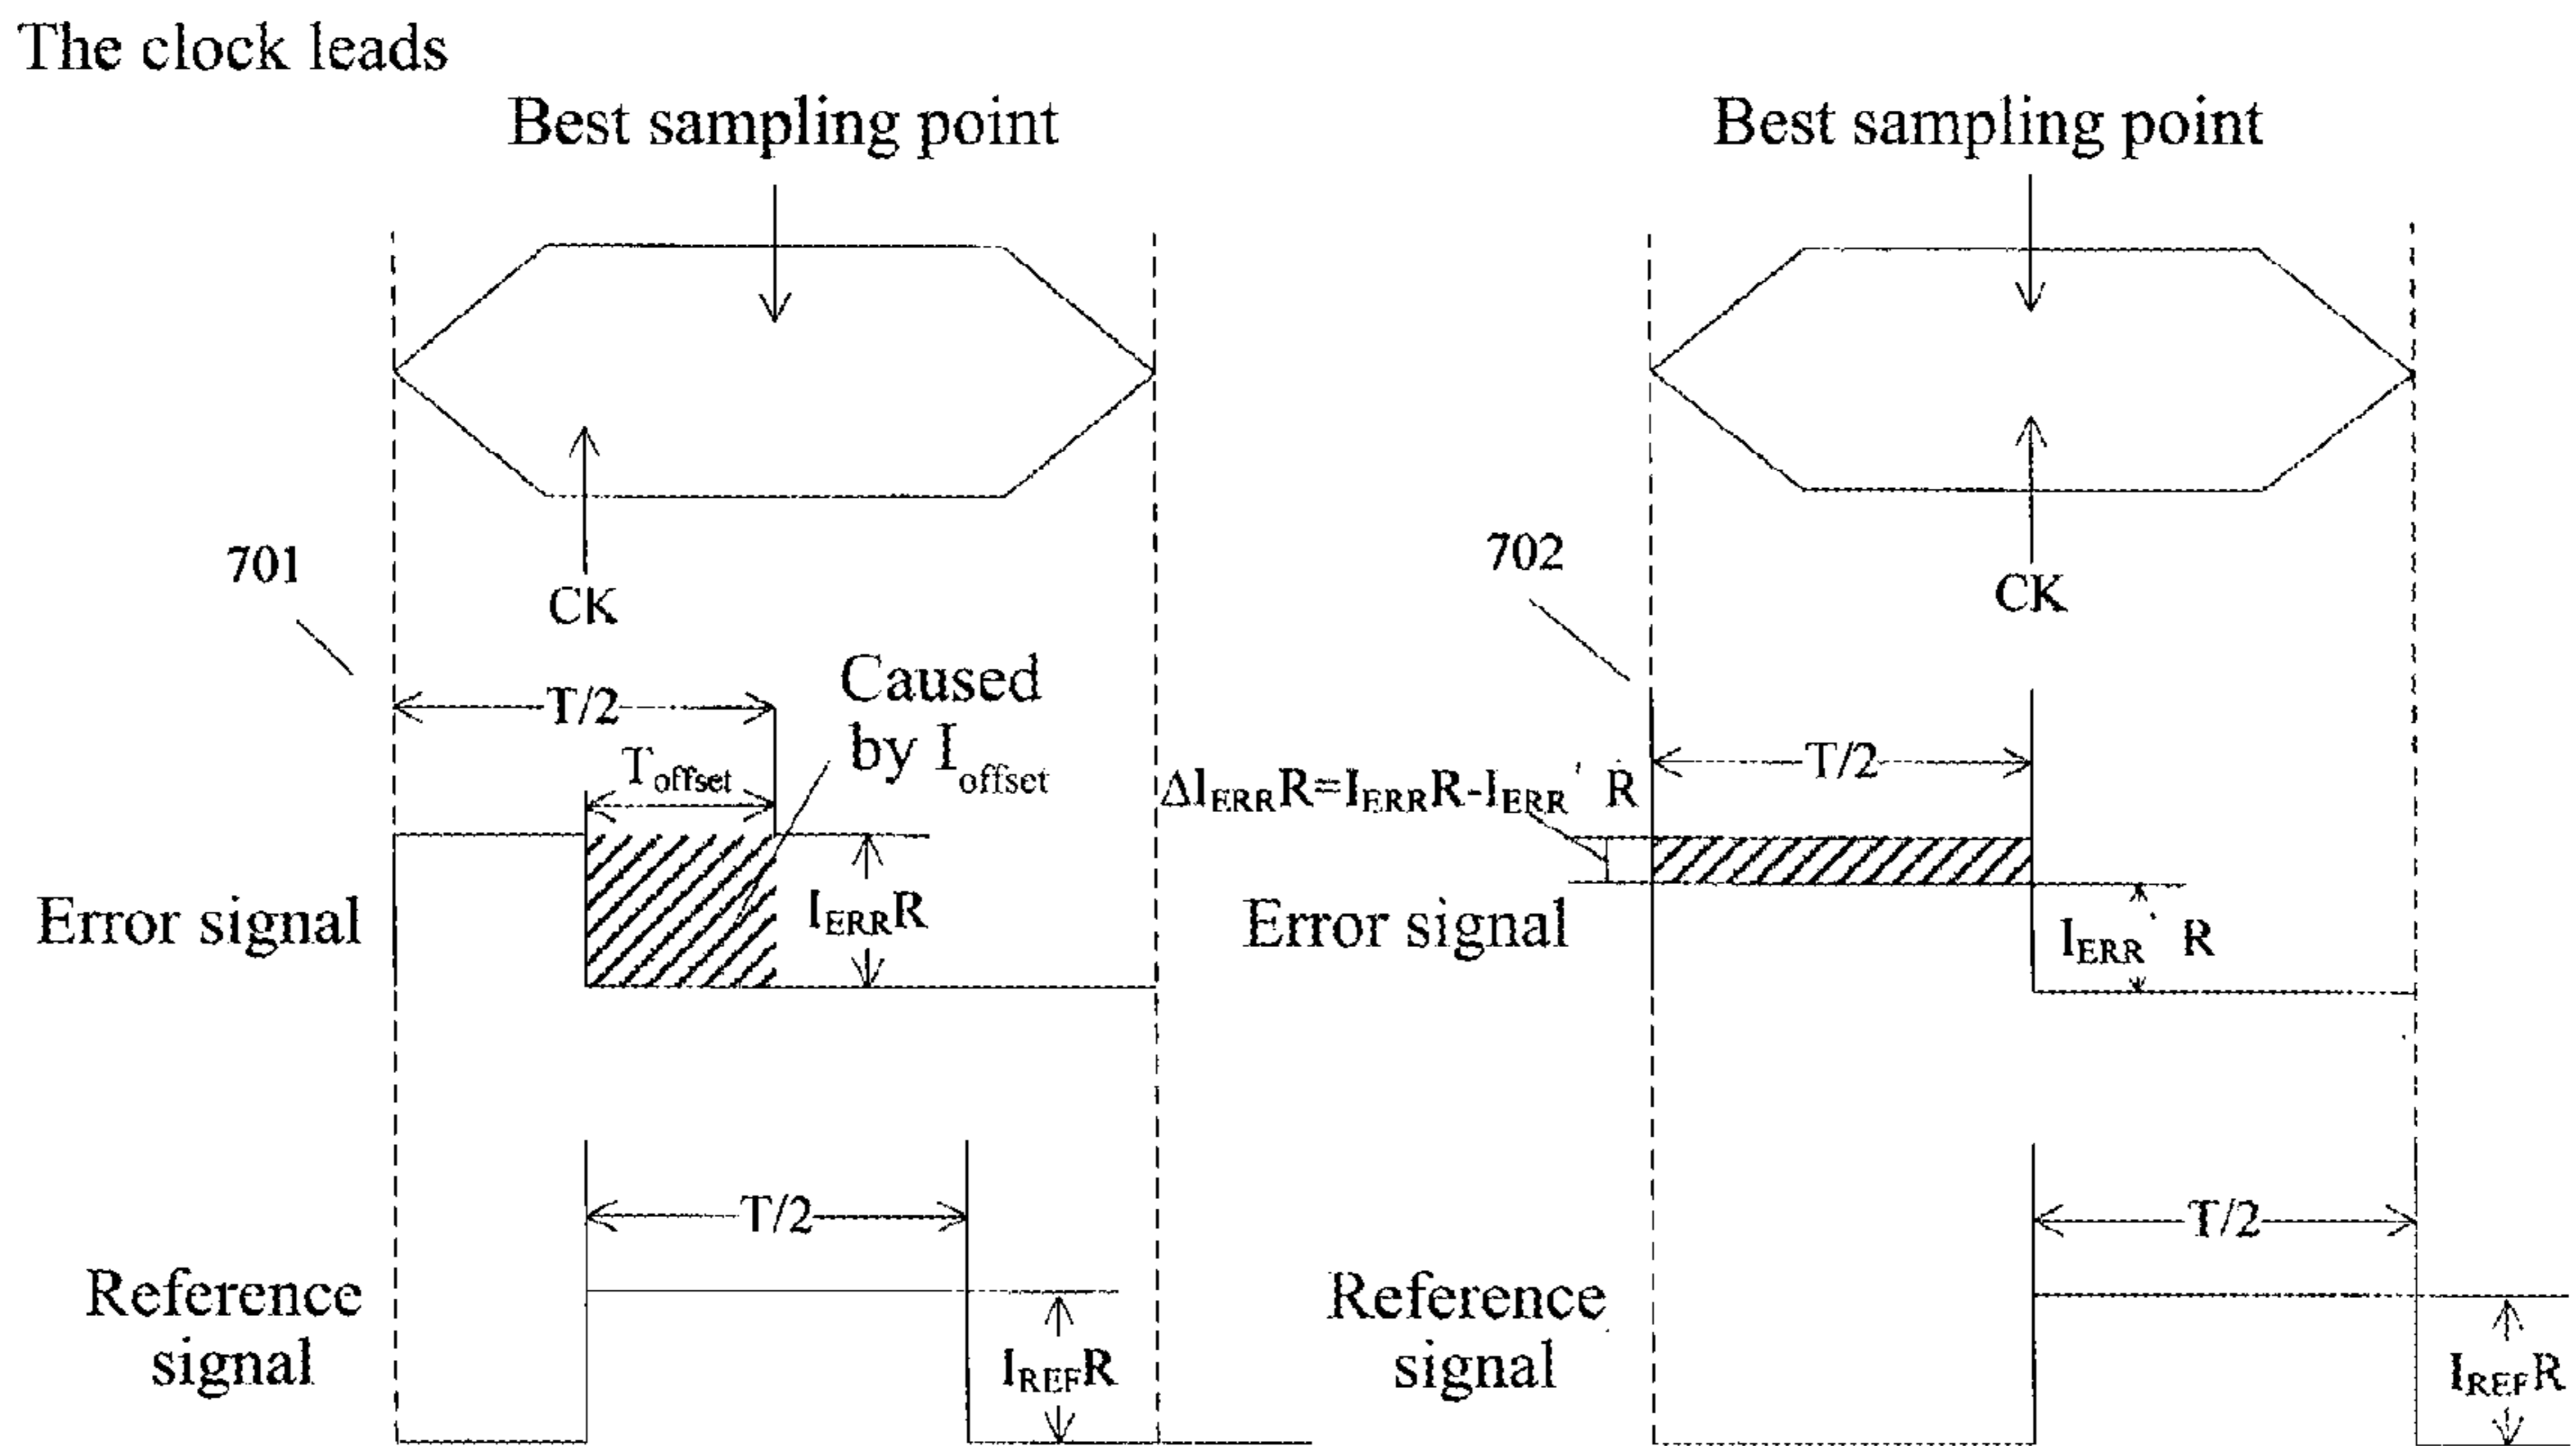 The clock leads
Best sampling point
CK
701
T/2
T_offset
Caused
by I_offset
Error signal
I_ERR R
T/2
Reference
signal
I_REF R
Best sampling point
CK
702
T/2
ΔI_ERR R=I_ERR R-I_ERR' R
Error signal
I_ERR' R
T/2
Reference
signal
I_REF R